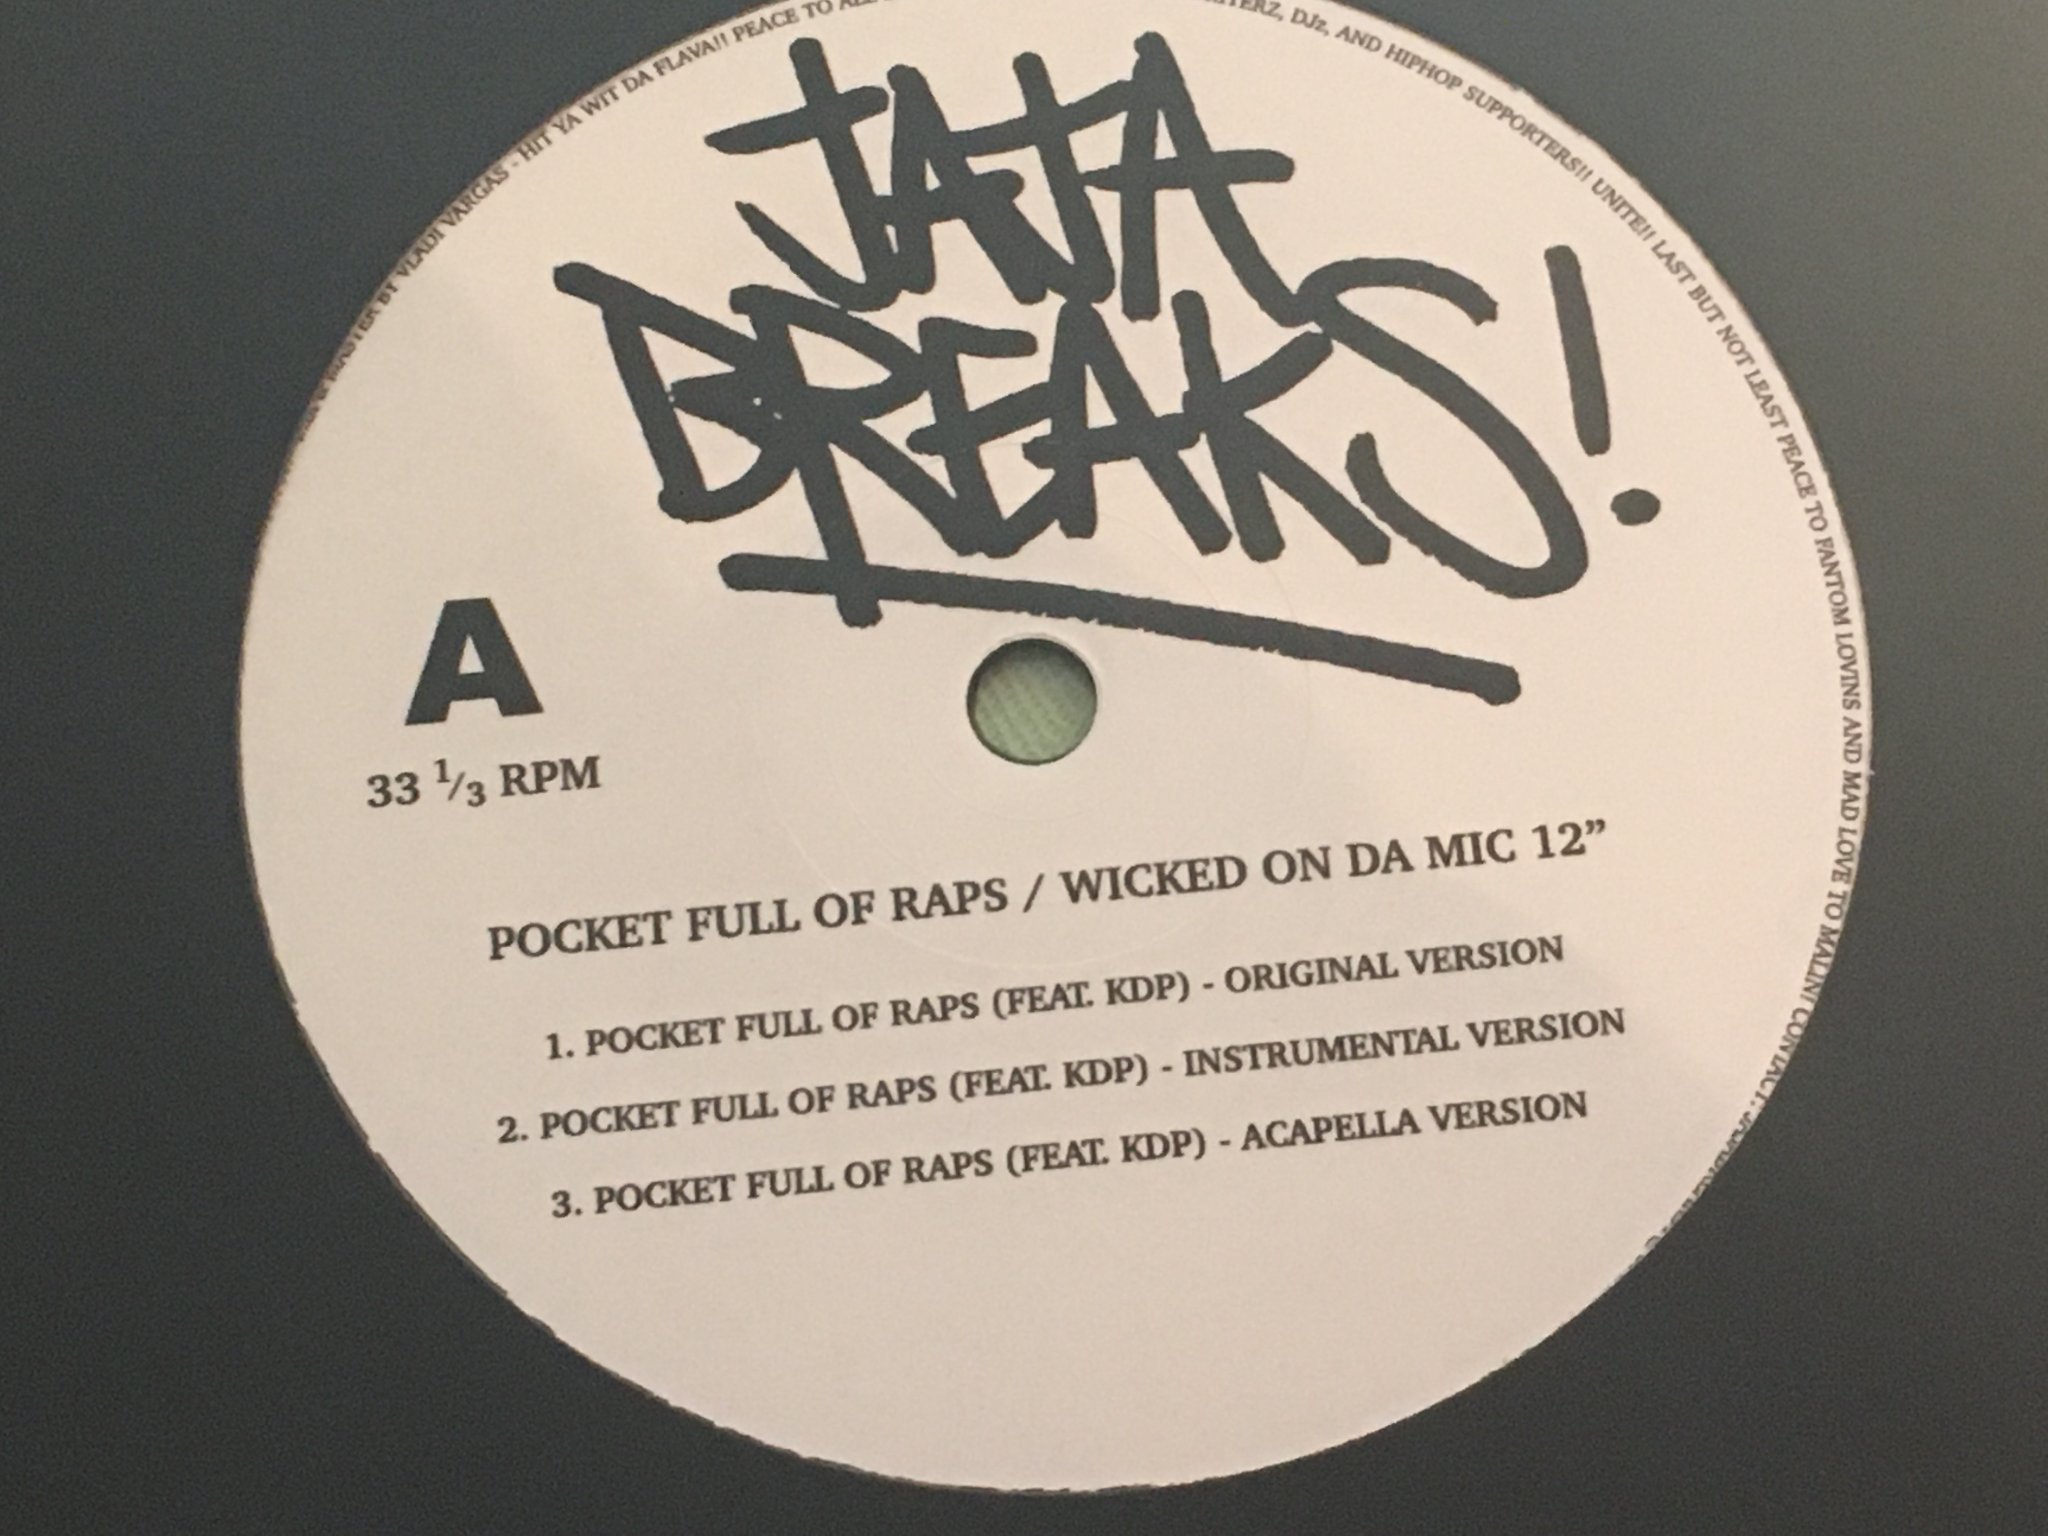 JAJA
BREAKS!
A
33 1/3 RPM
POCKET FULL OF RAPS / WICKED ON DA MIC 12”
1. POCKET FULL OF RAPS (FEAT. KDP) - ORIGINAL VERSION
2. POCKET FULL OF RAPS (FEAT. KDP) - INSTRUMENTAL VERSION
3. POCKET FULL OF RAPS (FEAT. KDP) - ACAPELLA VERSION
BY VLADI VARGAS - HIT YA WIT DA FLAVA!! PEACE TO ALL DJz, AND HIPHOP SUPPORTERS!! UNITE!! LAST BUT NOT LEAST PEACE TO FANTOM LOVINS AND MAD LOVE TO MALIN! CONTACT: